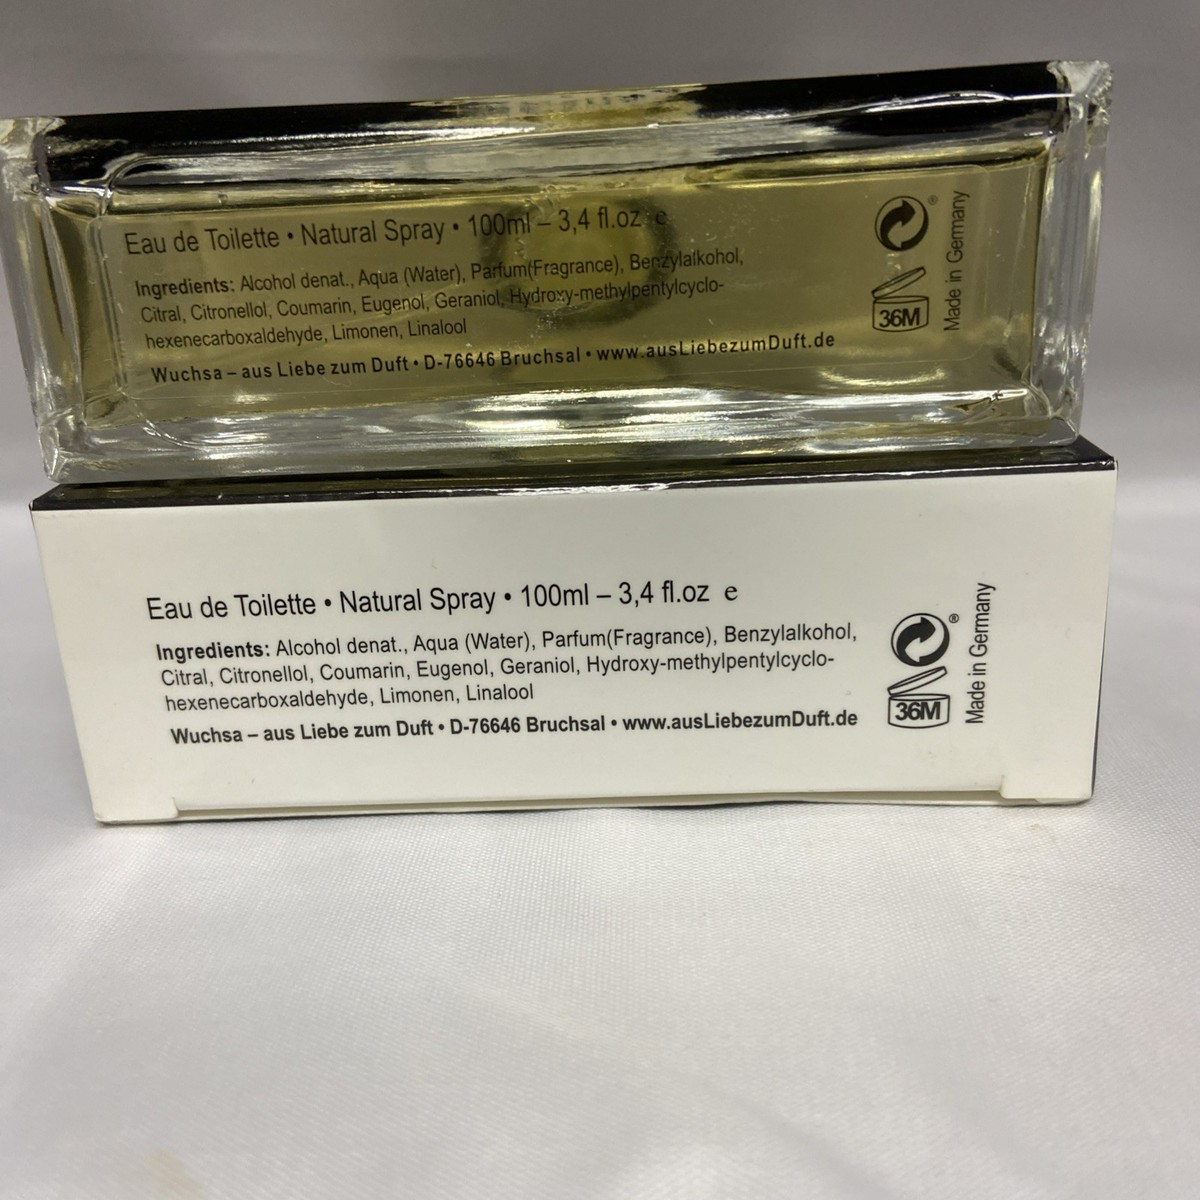 Eau de Toilette • Natural Spray • 100ml – 3,4 fl.oz e
Ingredients: Alcohol denat., Aqua (Water), Parfum(Fragrance), Benzylalkohol,
Citral, Citronellol, Coumarin, Eugenol, Geraniol, Hydroxy-methylpentylcyclo-
hexenecarboxaldehyde, Limonen, Linalool
Wuchsa – aus Liebe zum Duft • D-76646 Bruchsal • www.ausLiebezumDuft.de
®
36M
Made in Germany
Eau de Toilette • Natural Spray • 100ml – 3,4 fl.oz e
Ingredients: Alcohol denat., Aqua (Water), Parfum(Fragrance), Benzylalkohol,
Citral, Citronellol, Coumarin, Eugenol, Geraniol, Hydroxy-methylpentylcyclo-
hexenecarboxaldehyde, Limonen, Linalool
Wuchsa – aus Liebe zum Duft • D-76646 Bruchsal • www.ausLiebezumDuft.de
®
36M
Made in Germany